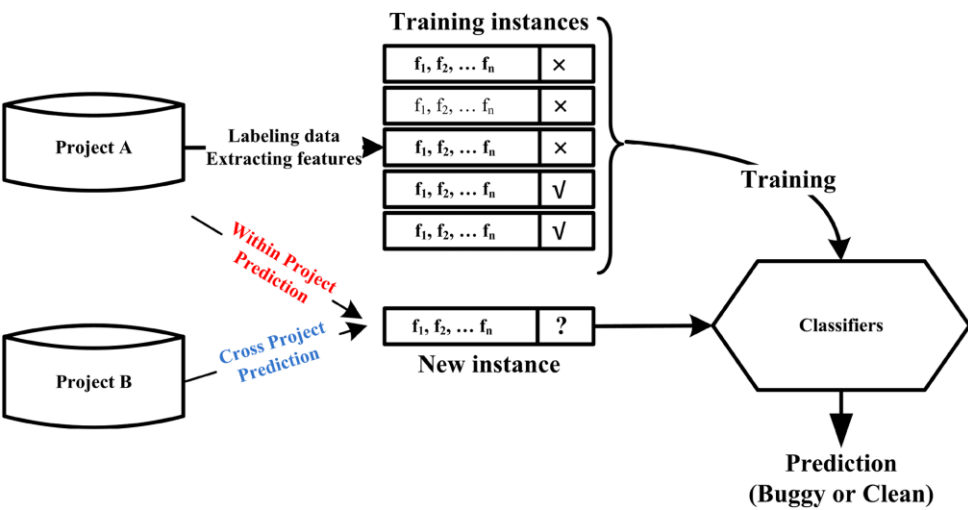 Training instances
f₁, f₂, … fₙ ×
f₁, f₂, … fₙ ×
f₁, f₂, … fₙ ×
f₁, f₂, … fₙ √
f₁, f₂, … fₙ √
Project A
Labeling data
Extracting features
Training
Within Project
Prediction
Cross Project
Prediction
Project B
f₁, f₂, … fₙ ?
New instance
Classifiers
Prediction
(Buggy or Clean)